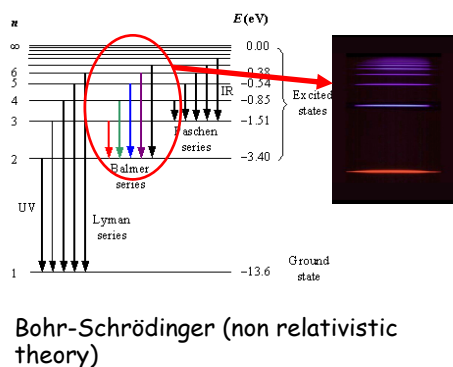 n E (eV)
∞ 0.00
6 −0.38
5 −0.54
4 −0.85
3 −1.51
2 −3.40
1 −13.6
IR
Excited
states
Paschen
series
Balmer
series
UV
Lyman
series
Ground
state
Bohr-Schrödinger (non relativistic
theory)